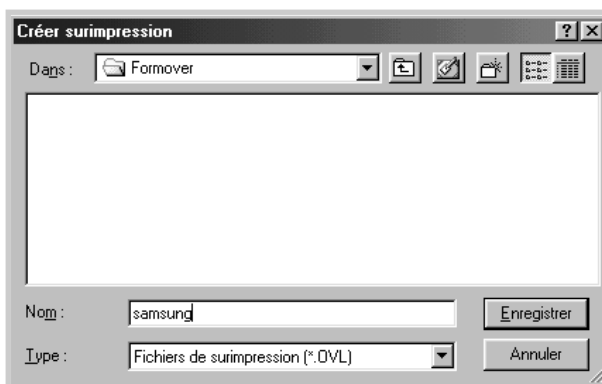 Créer surimpression
Dans : Formover
Nom : samsung Enregistrer
Type : Fichiers de surimpression (*.OVL) Annuler